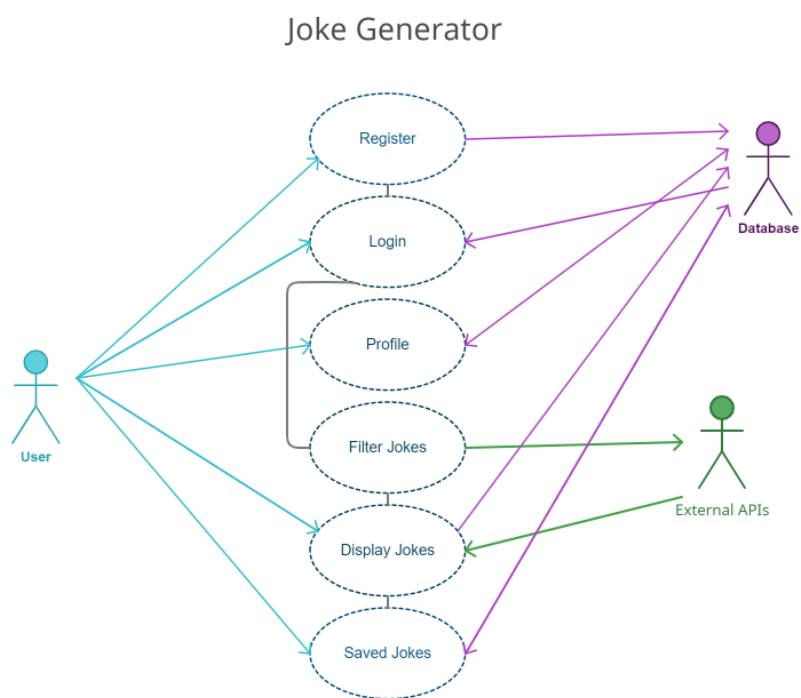 Joke Generator
Register
Login
Database
Profile
User
Filter Jokes
External APIs
Display Jokes
Saved Jokes